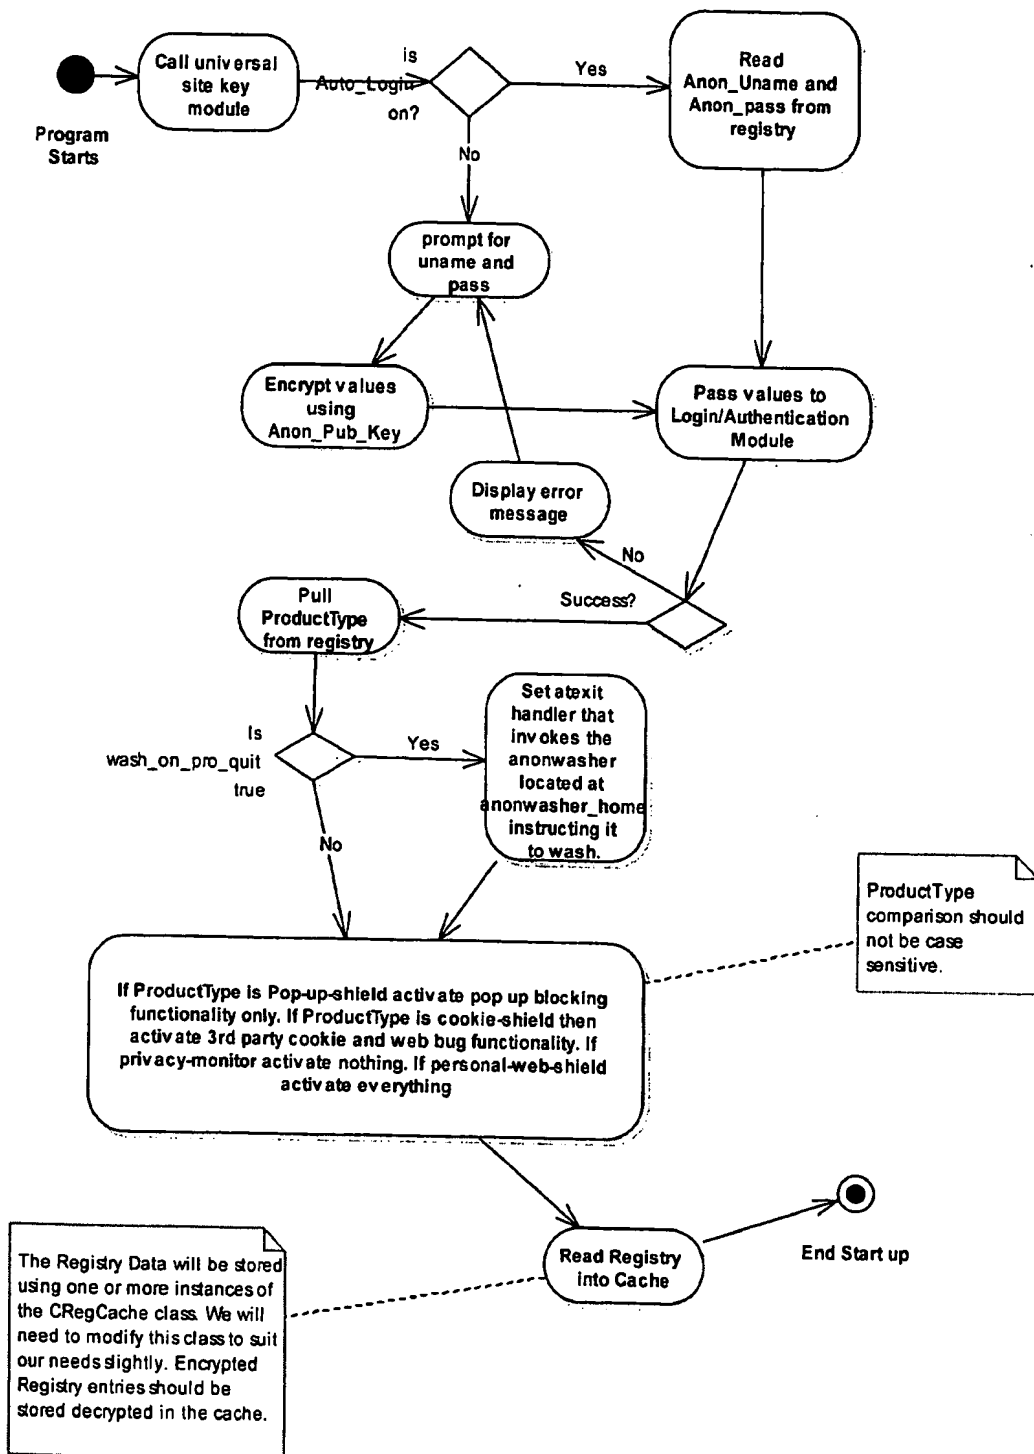 Program
Starts
Call universal
site key
module
is
Auto_Login
on?
Yes
No
Read
Anon_Uname and
Anon_pass from
registry
prompt for
uname and
pass
Encrypt values
using
Anon_Pub_Key
Pass values to
Login/Authentication
Module
Display error
message
No
Success?
Pull
ProductType
from registry
Is
wash_on_pro_quit
true
Yes
No
Set atexit
handler that
invokes the
anonwasher
located at
anonwasher_home
instructing it
to wash.
ProductType
comparison should
not be case
sensitive.
If ProductType is Pop-up-shield activate pop up blocking
functionality only. If ProductType is cookie-shield then
activate 3rd party cookie and web bug functionality. If
privacy-monitor activate nothing. If personal-web-shield
activate everything
Read Registry
into Cache
End Start up
The Registry Data will be stored
using one or more instances of
the CRegCache class. We will
need to modify this class to suit
our needs slightly. Encrypted
Registry entries should be
stored decrypted in the cache.